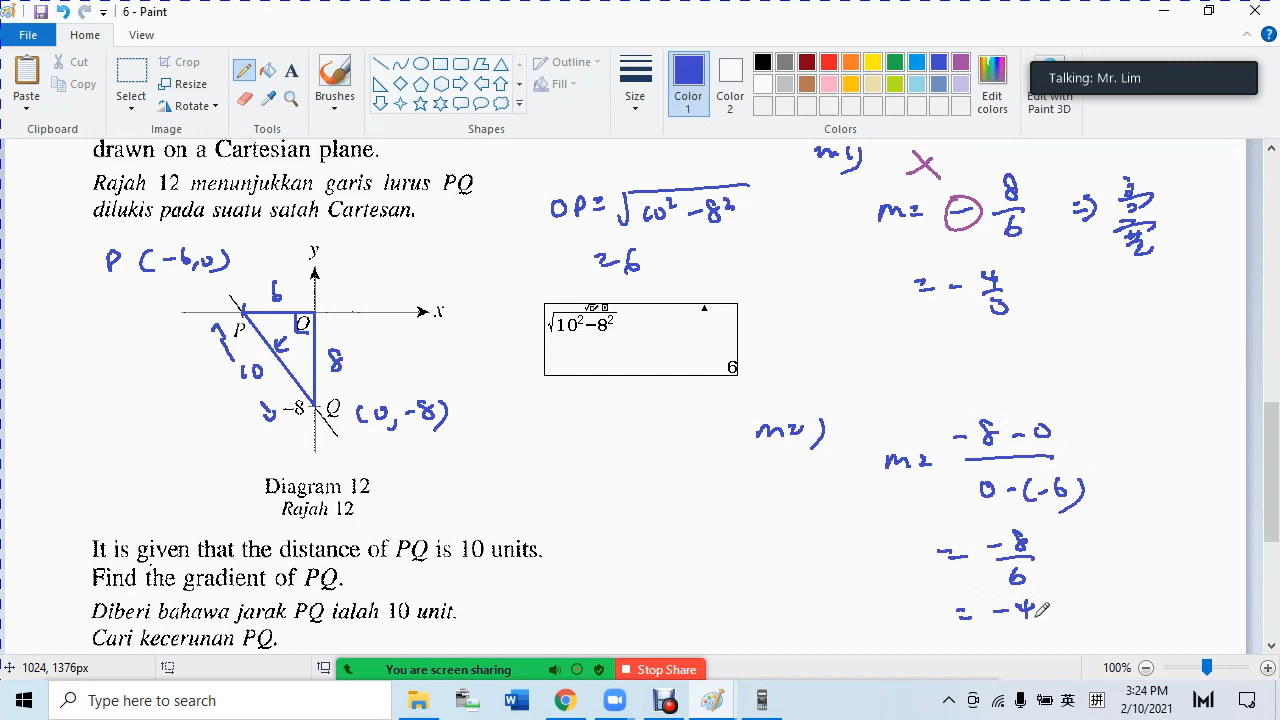 6 - Paint
File Home View
Cut
Copy
Paste
Clipboard
Select
Crop
Resize
Rotate
Image
A
Tools
Brushes
Outline
Fill
Shapes
Size
Color 1
Color 2
Edit colors
Edit with Paint 3D
Colors
Talking: Mr. Lim
drawn on a Cartesian plane.
Rajah 12 menunjukkan garis lurus PQ
dilukis pada suatu satah Cartesan.
P (-6,0)
y
6
x
P
O
10
8
-8 Q (0, -8)
Diagram 12
Rajah 12
It is given that the distance of PQ is 10 units.
Find the gradient of PQ.
Diberi bahawa jarak PQ ialah 10 unit.
Cari kecerunan PQ.
OP = √10² - 8²
= 6
√10²-8²
6
m1)
m = - 8/6 ⇒
= - 4/3
m2)
m = -8 - 0 / 0 - (-6)
= -8/6
= -4
1024, 1376px
You are screen sharing
Stop Share
100%
Type here to search
英
拼
3:24 PM
2/10/2021